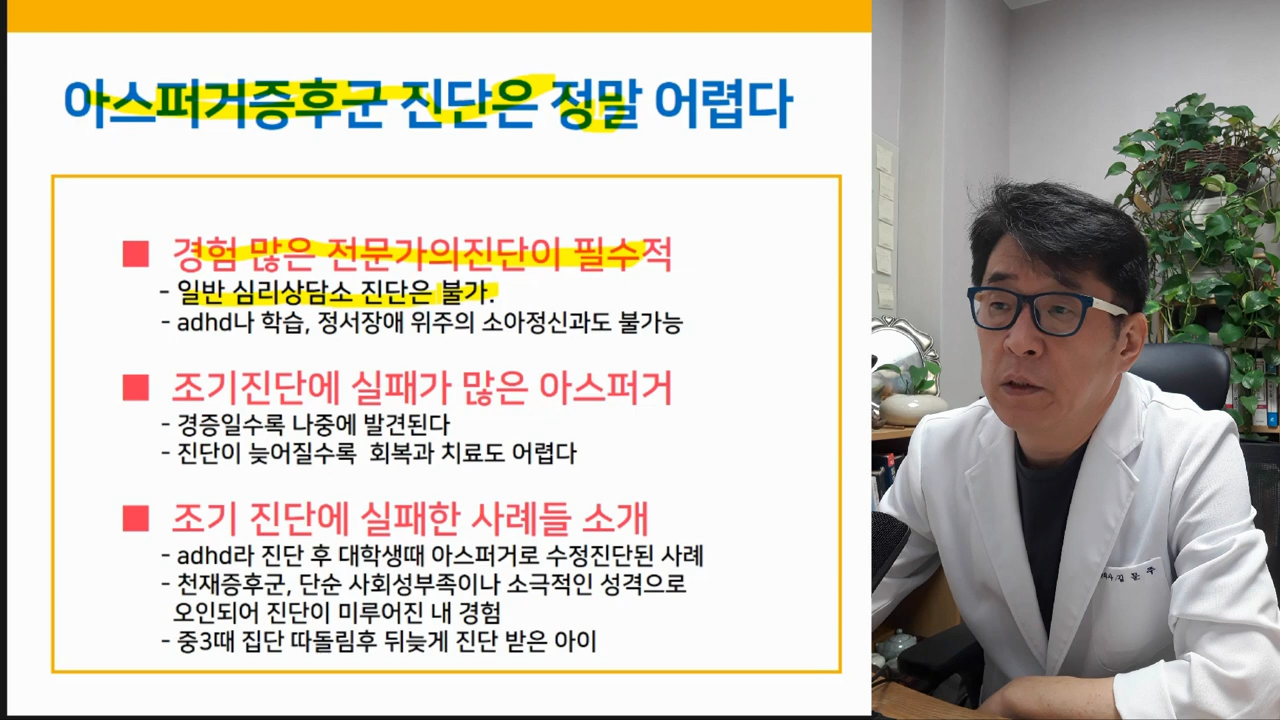 아스퍼거증후군 진단은 정말 어렵다
■ 경험 많은 전문가의진단이 필수적
- 일반 심리상담소 진단은 불가.
- adhd나 학습, 정서장애 위주의 소아정신과도 불가능
■ 조기진단에 실패가 많은 아스퍼거
- 경증일수록 나중에 발견된다
- 진단이 늦어질수록 회복과 치료도 어렵다
■ 조기 진단에 실패한 사례들 소개
- adhd라 진단 후 대학생때 아스퍼거로 수정진단된 사례
- 천재증후군, 단순 사회성부족이나 소극적인 성격으로
오인되어 진단이 미루어진 내 경험
- 중3때 집단 따돌림후 뒤늦게 진단 받은 아이